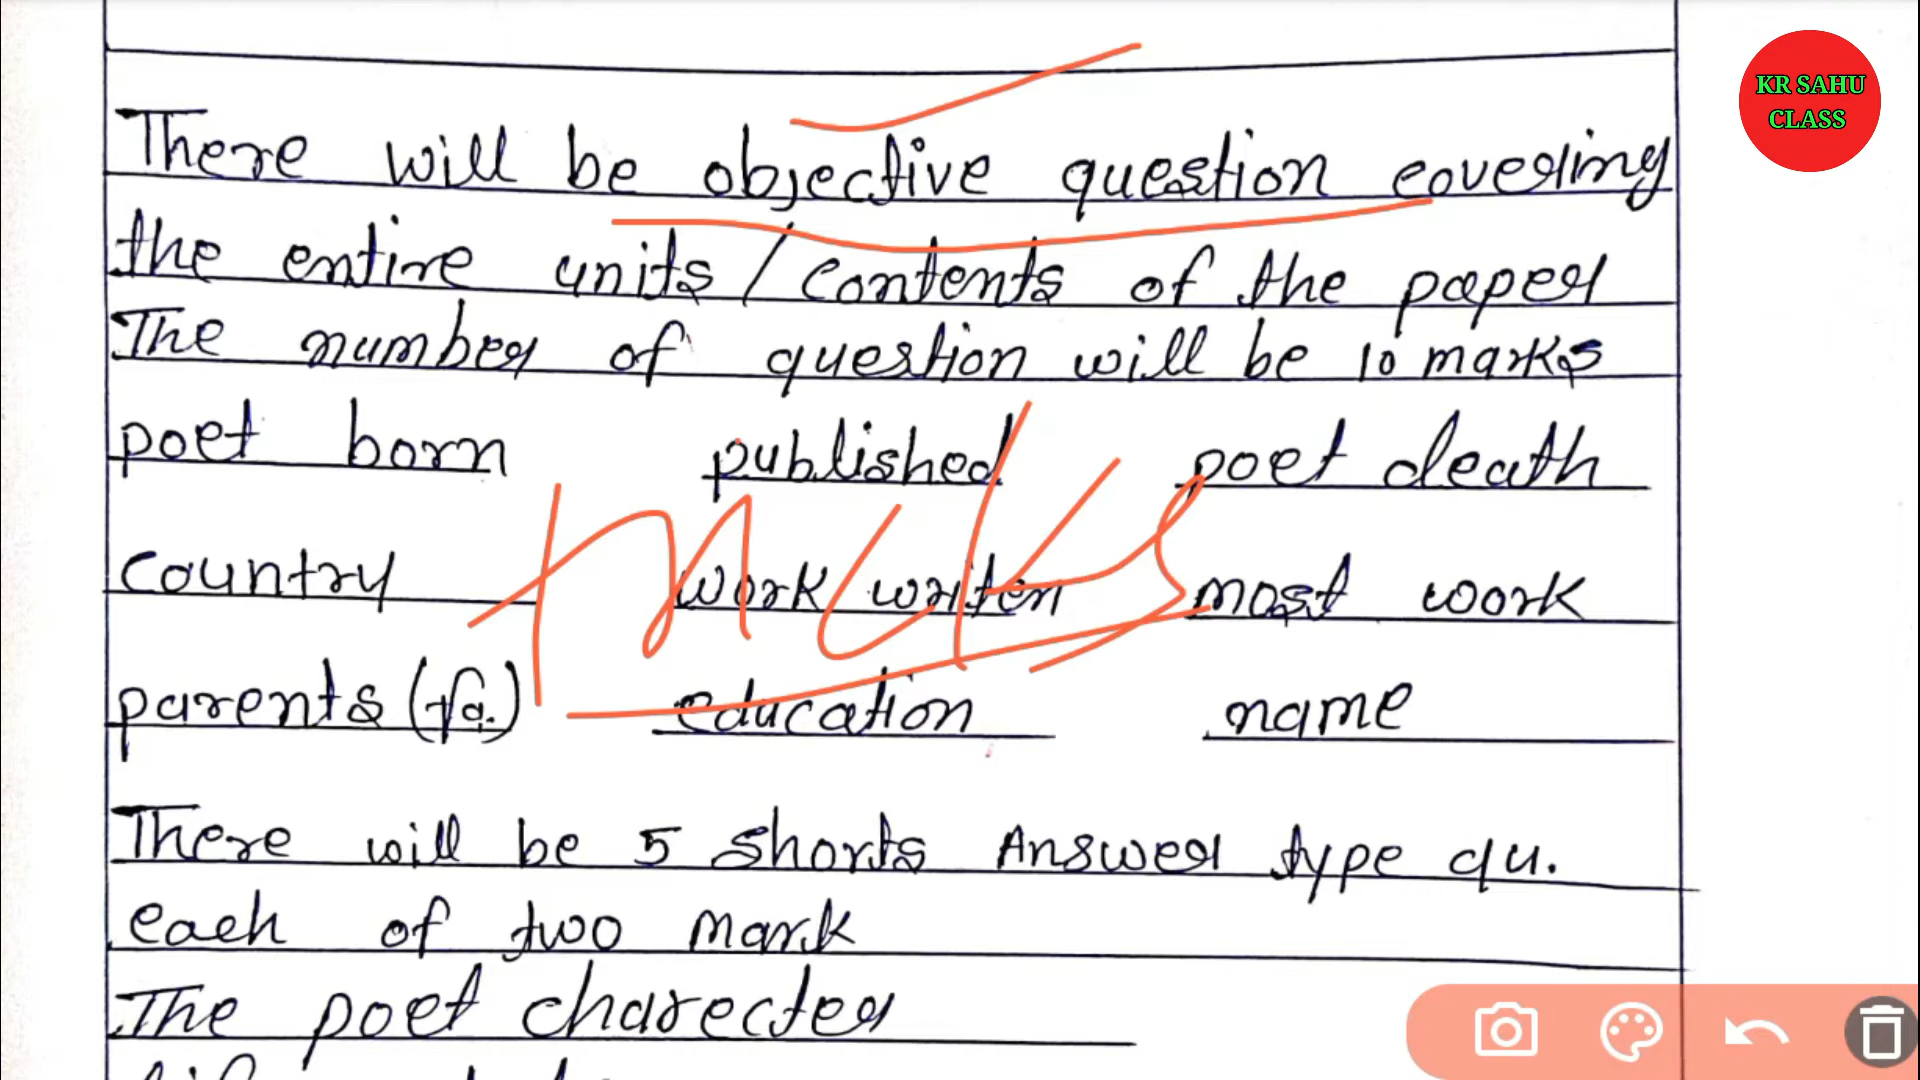 KR SAHU
CLASS
There will be objective question covering
the entire units / contents of the paper
The number of question will be 10 marks
poet born published poet death
country work writen most work
parents (fa.) education name
There will be 5 shorts Answer type qu.
each of two mark
The poet charecter